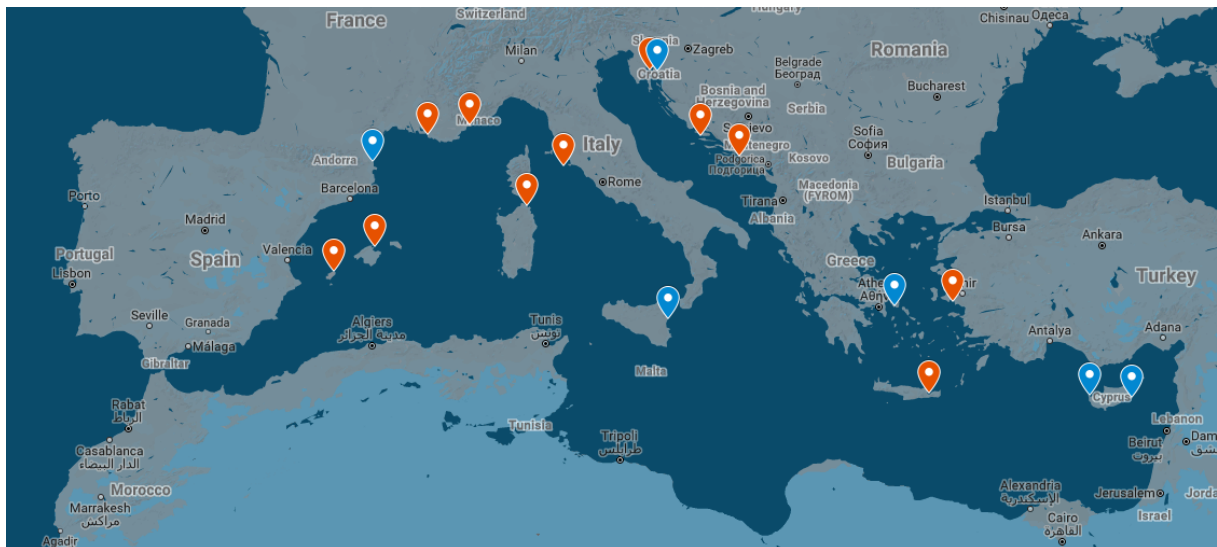 France
Switzerland
Hungary
Chisinau
Одеса
Milan
Zagreb
Croatia
Romania
Belgrade
Београд
Bosnia and
Herzegovina
Bucharest
Serbia
Monaco
Italy
Montenegro
Sofia
София
Andorra
Kosovo
Bulgaria
Podgorica
Подгорица
Barcelona
Rome
Macedonia
(FYROM)
Porto
Tirana
Albania
Istanbul
Madrid
Bursa
Ankara
Portugal
Spain
Valencia
Greece
Turkey
Lisbon
Seville
Granada
Málaga
Algiers
مدينة الجزائر
Tunis
تونس
Antalya
Adana
Gibraltar
Malta
Cyprus
Rabat
الرباط
Tunisia
Lebanon
Casablanca
الدار البيضاء
Tripoli
طرابلس
Beirut
بيروت
Morocco
Marrakesh
مراكش
Alexandria
الإسكندرية
Jerusalem
Israel
Agadir
Cairo
القاهرة